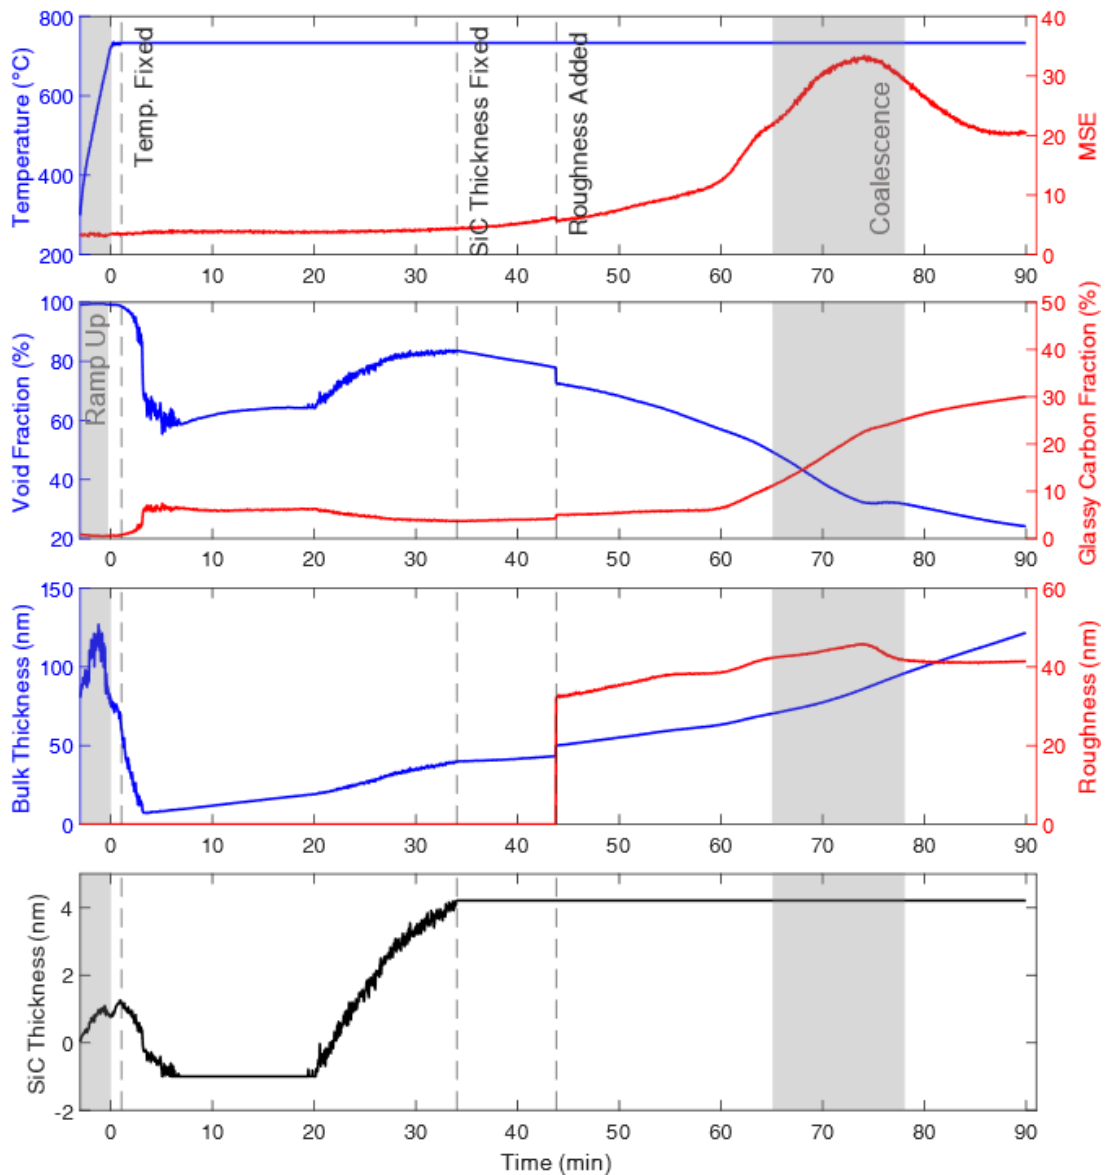 800
600
400
200
Temperature (°C)
Temp. Fixed
SiC Thickness Fixed
Roughness Added
Coalescence
40
30
20
10
0
MSE
0 10 20 30 40 50 60 70 80 90
100
80
60
40
20
Void Fraction (%)
Ramp Up
50
40
30
20
10
0
Glassy Carbon Fraction (%)
0 10 20 30 40 50 60 70 80 90
150
100
50
0
Bulk Thickness (nm)
60
40
20
0
Roughness (nm)
0 10 20 30 40 50 60 70 80 90
4
2
0
-2
SiC Thickness (nm)
0 10 20 30 40 50 60 70 80 90
Time (min)